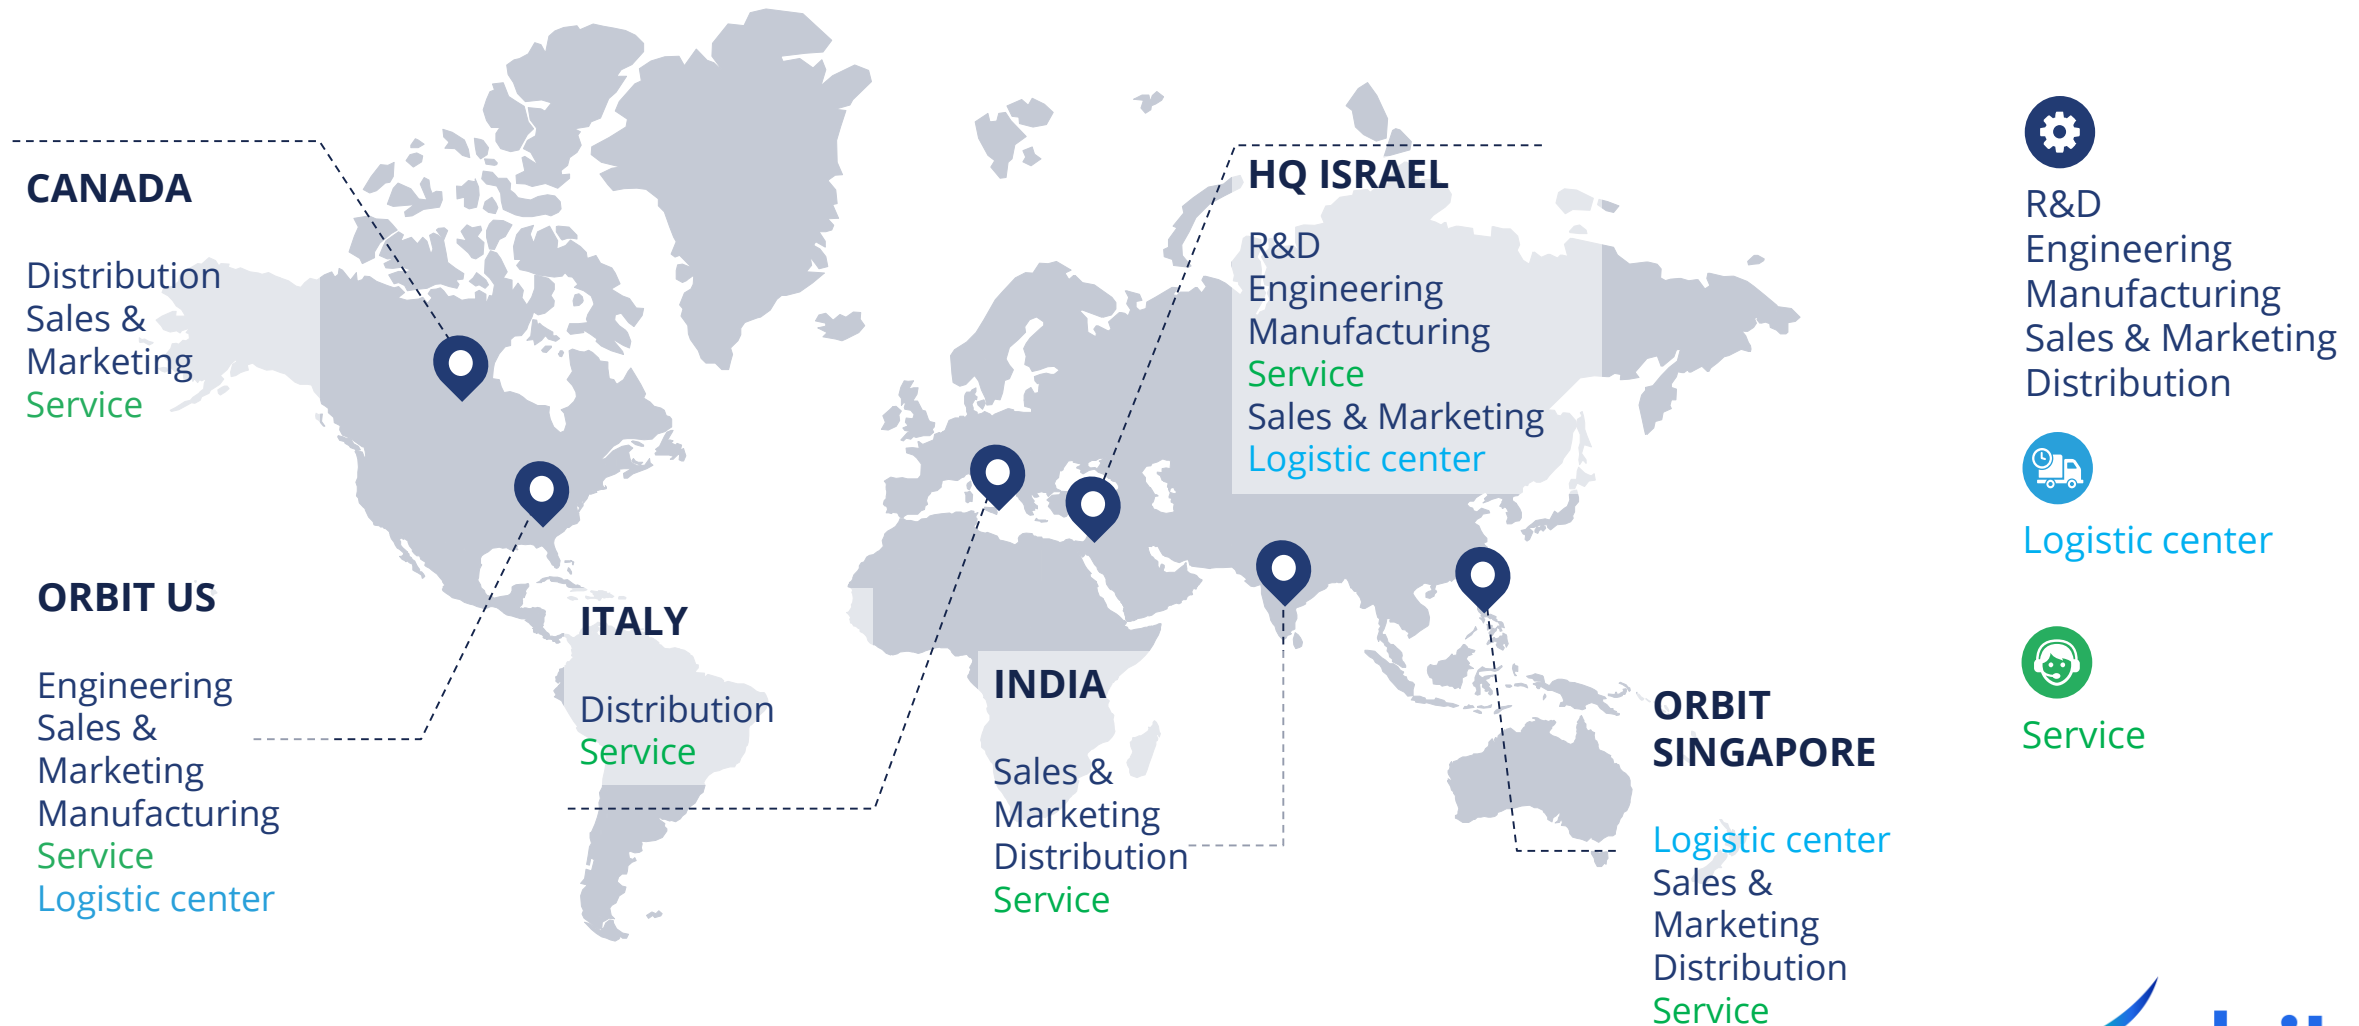 CANADA
Distribution
Sales &
Marketing
Service
ORBIT US
Engineering
Sales &
Marketing
Manufacturing
Service
Logistic center
ITALY
Distribution
Service
HQ ISRAEL
R&D
Engineering
Manufacturing
Service
Sales & Marketing
Logistic center
INDIA
Sales &
Marketing
Distribution
Service
ORBIT
SINGAPORE
Logistic center
Sales &
Marketing
Distribution
Service
R&D
Engineering
Manufacturing
Sales & Marketing
Distribution
Logistic center
Service